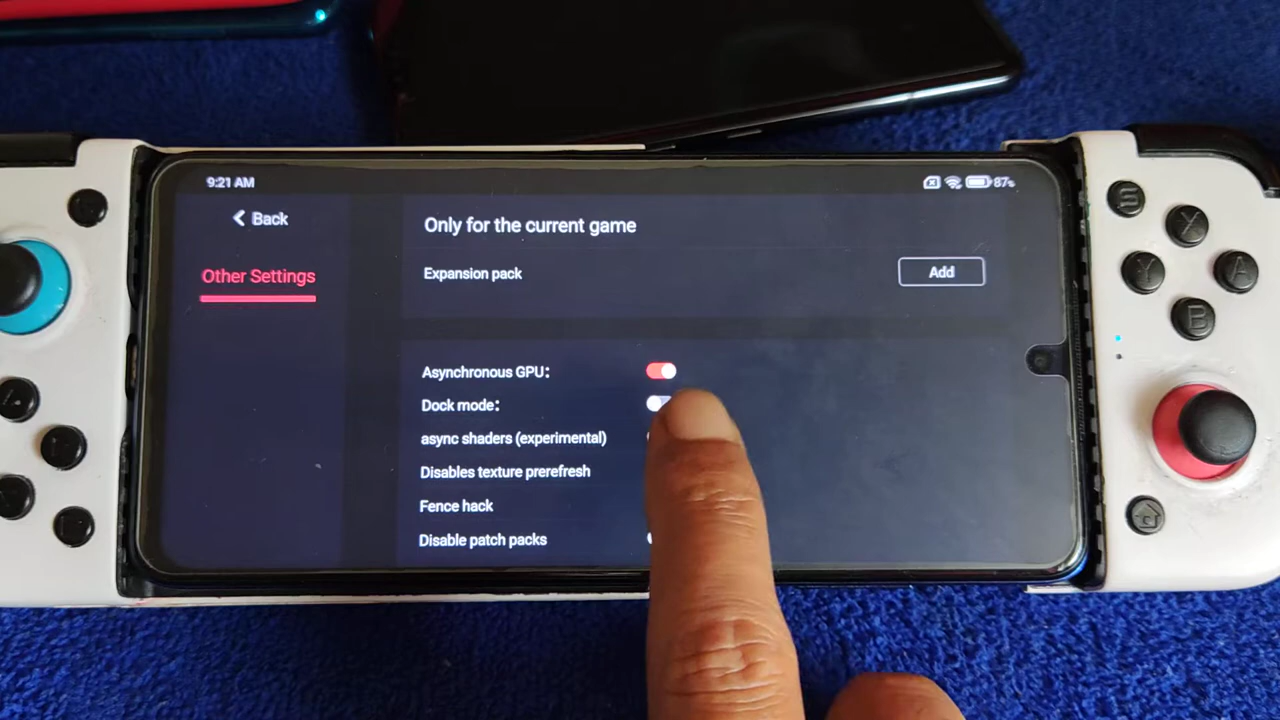 9:21 AM
87%
Back
Other Settings
Only for the current game
Expansion pack
Add
Asynchronous GPU:
Dock mode:
async shaders (experimental)
Disables texture prerefresh
Fence hack
Disable patch packs
S
X
Y
A
B